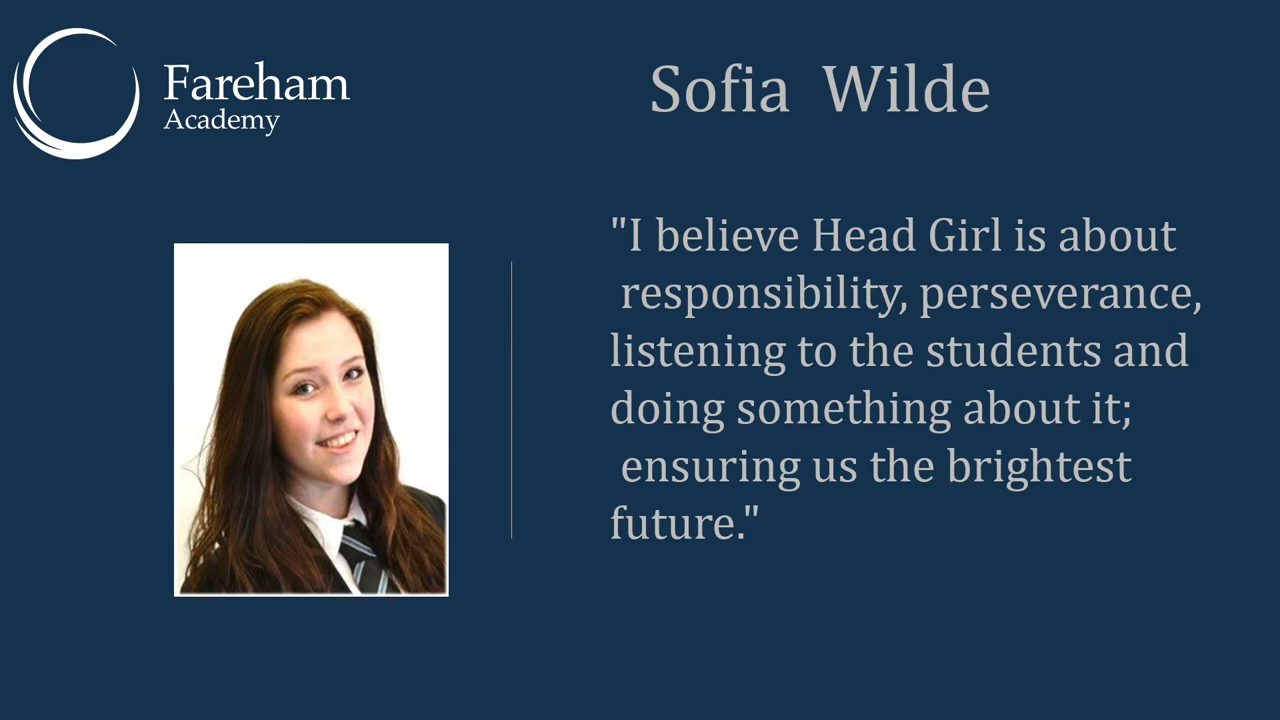 Fareham
Academy
Sofia Wilde
"I believe Head Girl is about
responsibility, perseverance,
listening to the students and
doing something about it;
ensuring us the brightest
future."